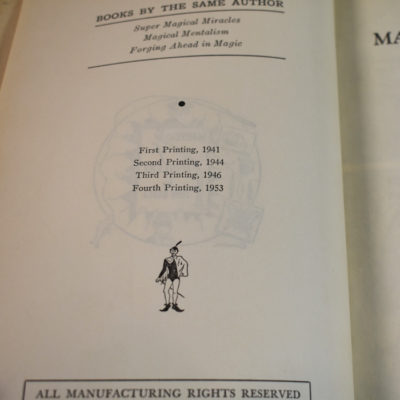 BOOKS BY THE SAME AUTHOR
Super Magical Miracles
Magical Mentalism
Forging Ahead in Magic
First Printing, 1941
Second Printing, 1944
Third Printing, 1946
Fourth Printing, 1953
ALL MANUFACTURING RIGHTS RESERVED
MA